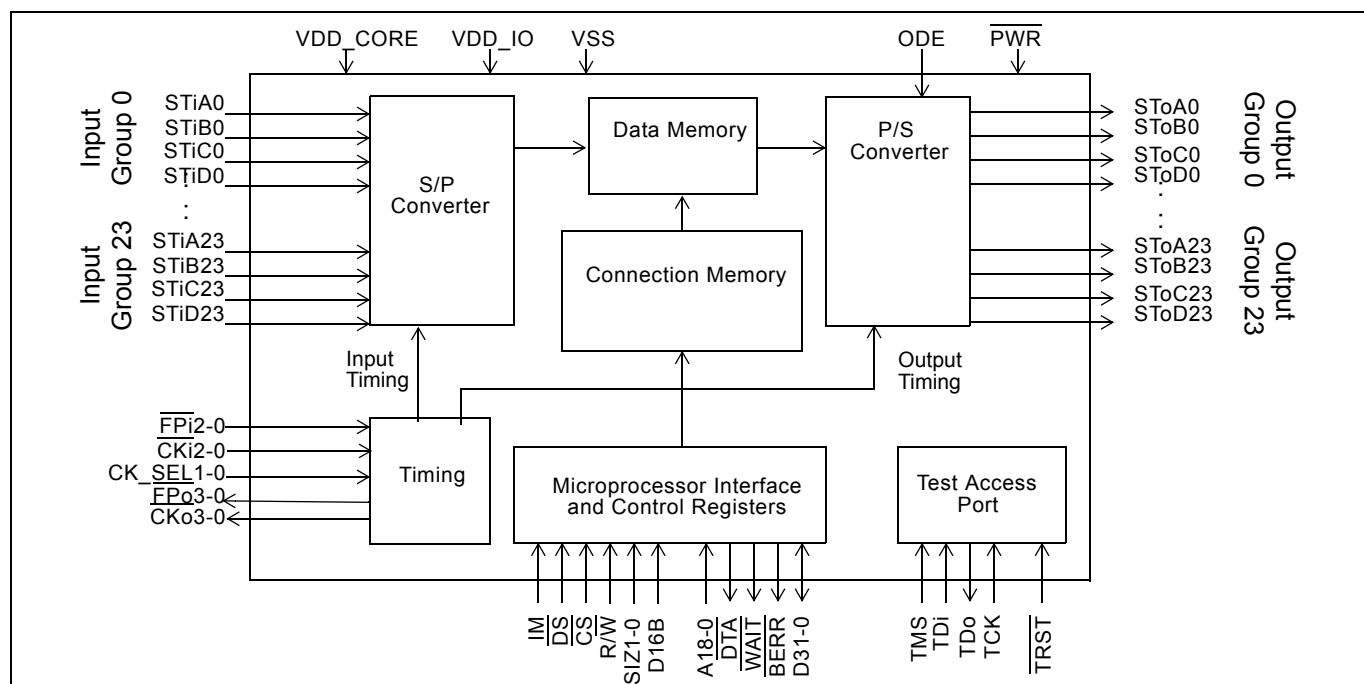 VDD_CORE
VDD_IO
VSS
ODE
PWR
Input
Group 0
STiA0
STiB0
STiC0
STiD0
:
:
Input
Group 23
STiA23
STiB23
STiC23
STiD23
S/P
Converter
Data Memory
Connection Memory
P/S
Converter
SToA0
SToB0
SToC0
SToD0
:
:
Output
Group 0
SToA23
SToB23
SToC23
SToD23
Output
Group 23
Input
Timing
Output
Timing
FPi2-0
CKi2-0
CK_SEL1-0
FPo3-0
CKo3-0
Timing
Microprocessor Interface
and Control Registers
Test Access
Port
IM
DS
CS
R/W
SIZ1-0
D16B
A18-0
DTA
WAIT
BERR
D31-0
TMS
TDi
TDo
TCK
TRST